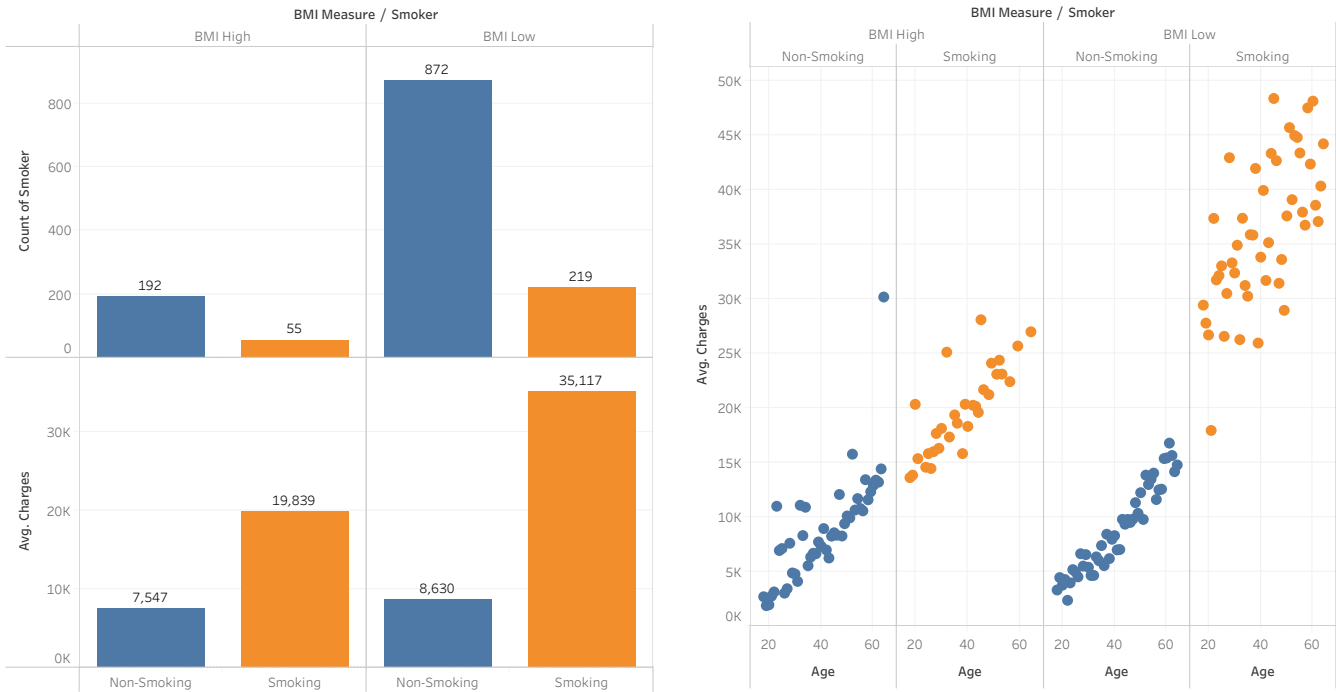 BMI Measure / Smoker
BMI High BMI Low
872
800
600
Count of Smoker
400
219
192
200
55
0
35,117
30K
Avg. Charges
19,839
20K
10K
7,547
8,630
0K
Non-Smoking Smoking Non-Smoking Smoking
BMI Measure / Smoker
BMI High BMI Low
Non-Smoking Smoking Non-Smoking Smoking
50K
45K
40K
35K
30K
25K
Avg. Charges
20K
15K
10K
5K
0K
20 40 60 20 40 60 20 40 60 20 40 60
Age Age Age Age